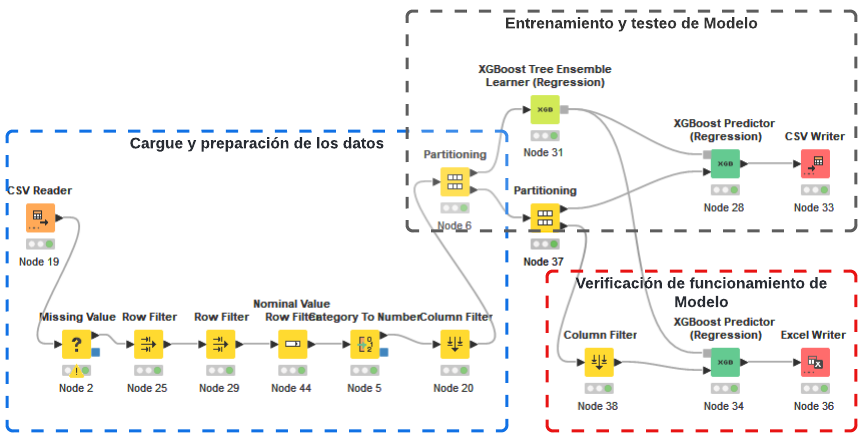 Entrenamiento y testeo de Modelo
XGBoost Tree Ensemble
Learner (Regression)
XGB
Node 31
XGBoost Predictor
(Regression)
XGB
Node 28
CSV Writer
Node 33
Cargue y preparación de los datos
Partitioning
Node 6
Partitioning
Node 37
CSV Reader
Node 19
Missing Value
?
Node 2
Row Filter
Node 25
Row Filter
Node 29
Nominal Value
Row Filter
Node 44
Category To Number
Node 5
Column Filter
Node 20
Verificación de funcionamiento de
Modelo
Column Filter
Node 38
XGBoost Predictor
(Regression)
XGB
Node 34
Excel Writer
Node 36